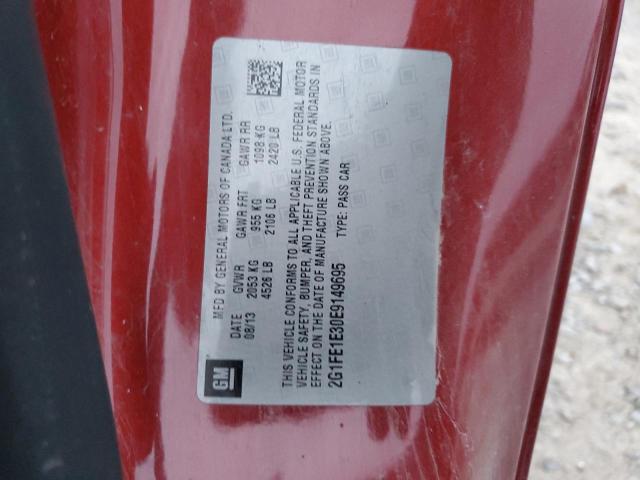 MFD BY GENERAL MOTORS OF CANADA LTD.
DATE GVWR GAWR FRT GAWR RR
08/13 2053 KG 955 KG 1098 KG
4526 LB 2106 LB 2420 LB
GM
THIS VEHICLE CONFORMS TO ALL APPLICABLE U.S. FEDERAL MOTOR
VEHICLE SAFETY, BUMPER, AND THEFT PREVENTION STANDARDS IN
EFFECT ON THE DATE OF MANUFACTURE SHOWN ABOVE.
2G1FE1E30E9149695 TYPE: PASS CAR